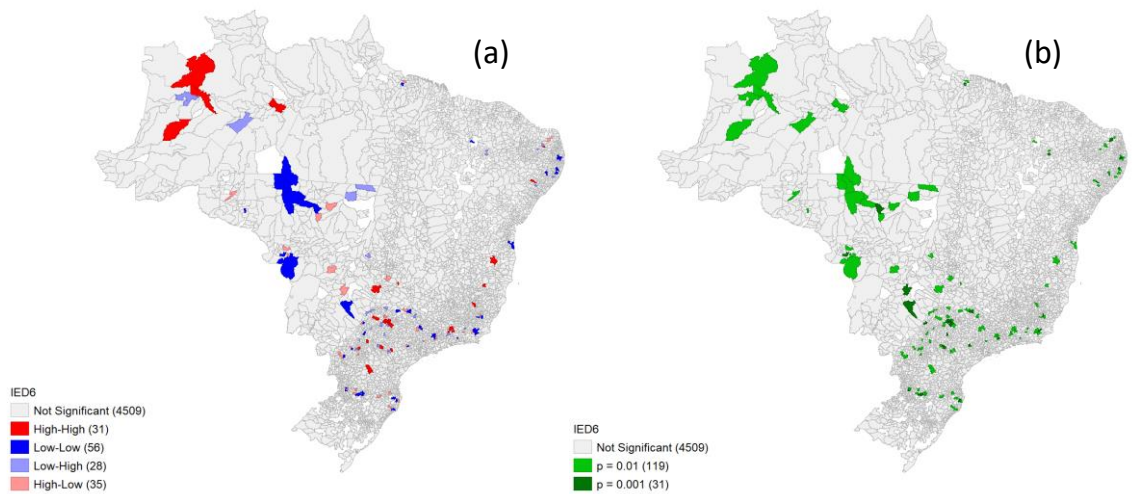 (a)
(b)
IED6
Not Significant (4509)
High-High (31)
Low-Low (56)
Low-High (28)
High-Low (35)
IED6
Not Significant (4509)
p = 0.01 (119)
p = 0.001 (31)